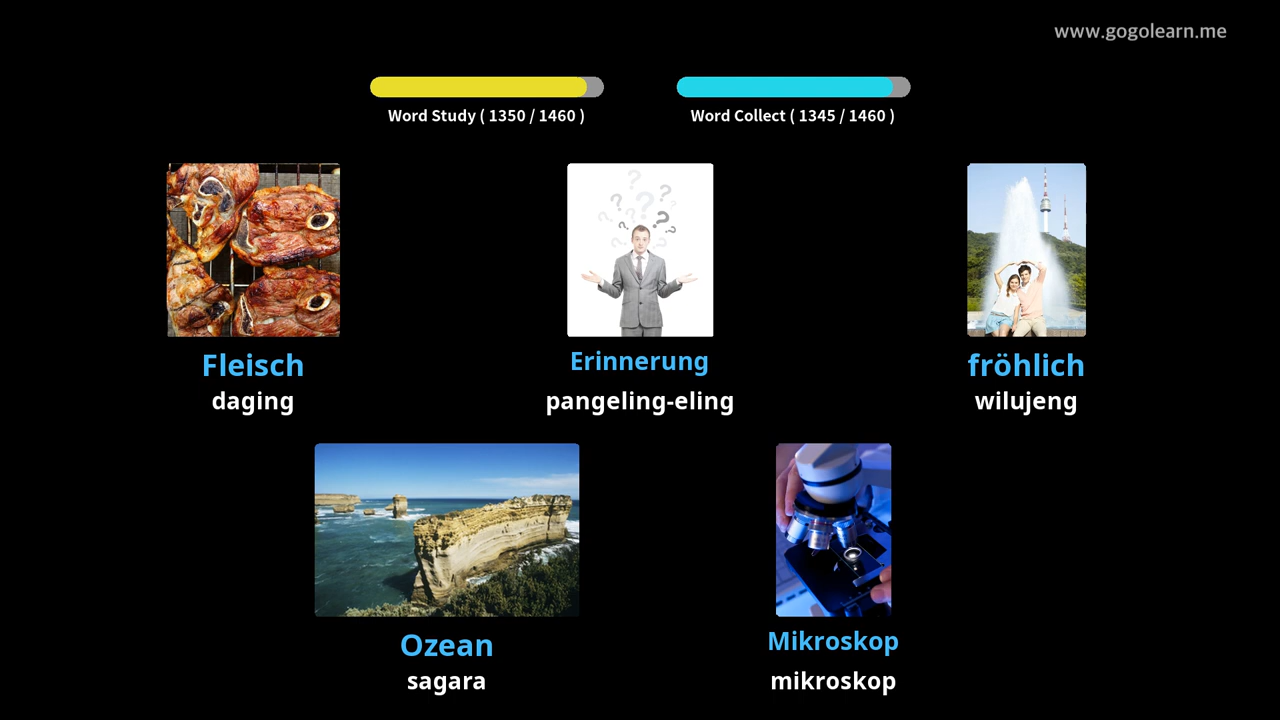 www.gogolearn.me
Word Study ( 1350 / 1460 )
Word Collect ( 1345 / 1460 )
Fleisch
daging
Erinnerung
pangeling-eling
fröhlich
wilujeng
Ozean
sagara
Mikroskop
mikroskop